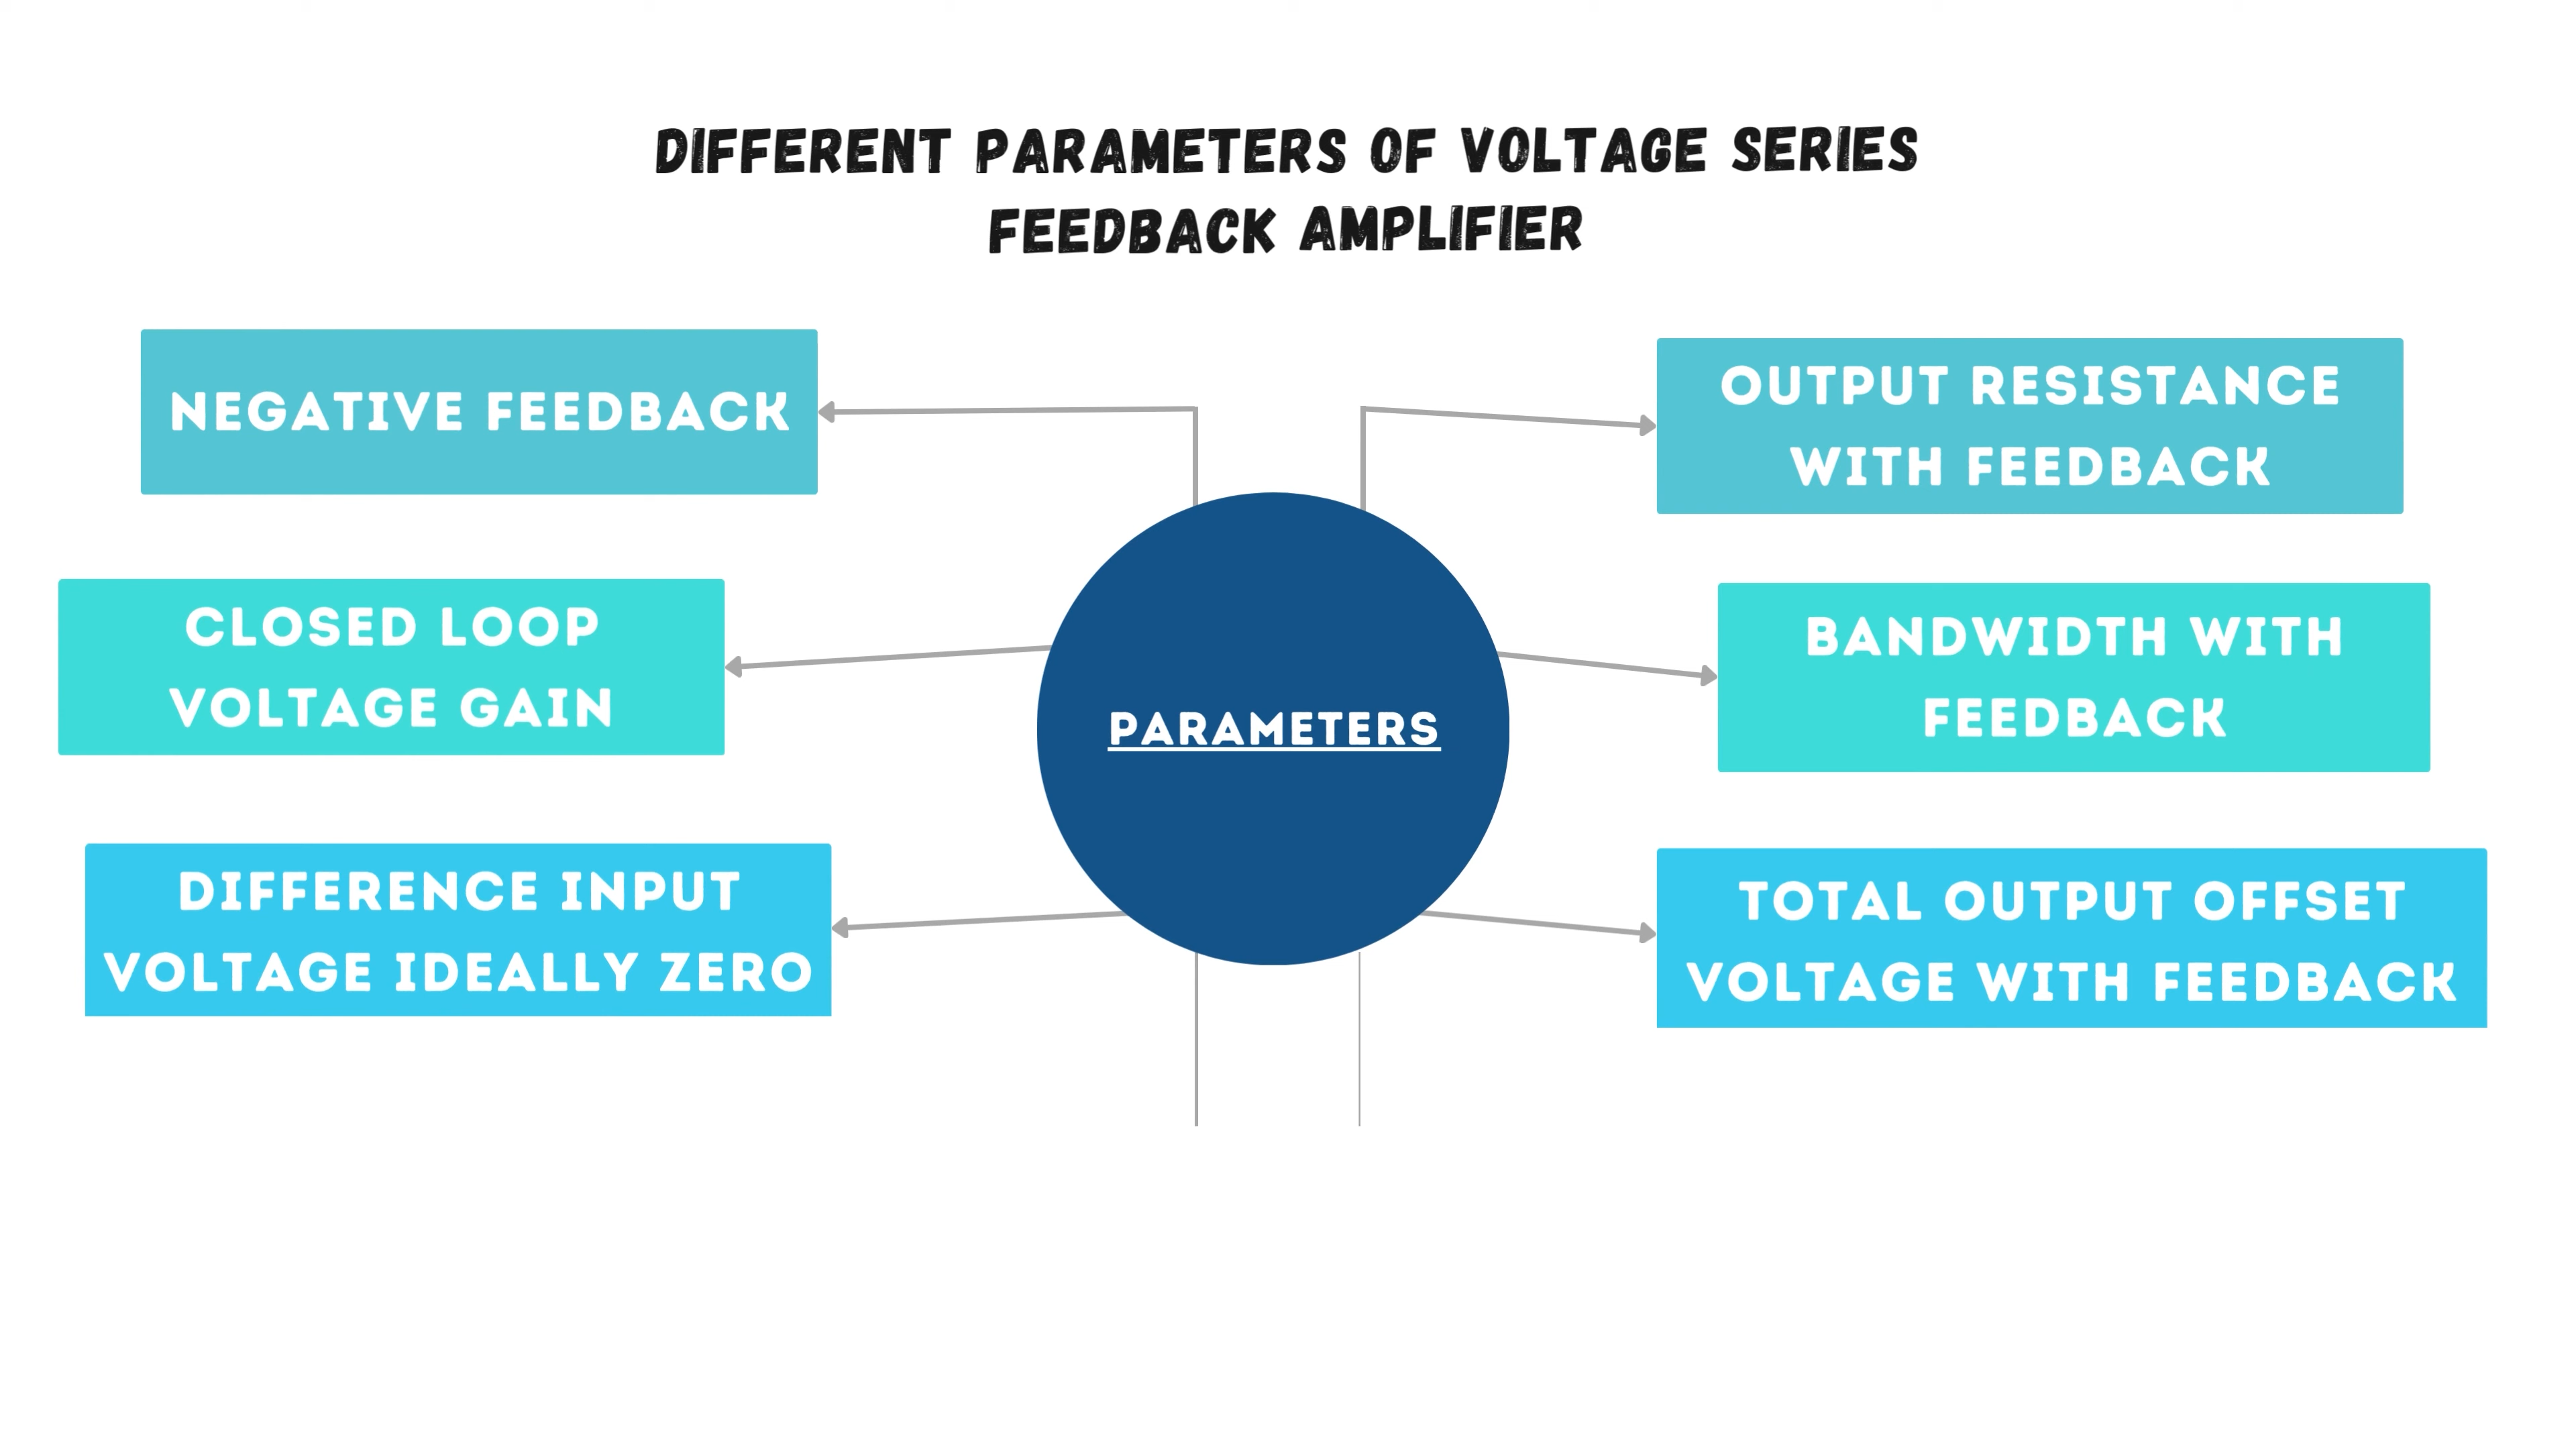 DIFFERENT PARAMETERS OF VOLTAGE SERIES
FEEDBACK AMPLIFIER
NEGATIVE FEEDBACK
CLOSED LOOP
VOLTAGE GAIN
DIFFERENCE INPUT
VOLTAGE IDEALLY ZERO
PARAMETERS
OUTPUT RESISTANCE
WITH FEEDBACK
BANDWIDTH WITH
FEEDBACK
TOTAL OUTPUT OFFSET
VOLTAGE WITH FEEDBACK